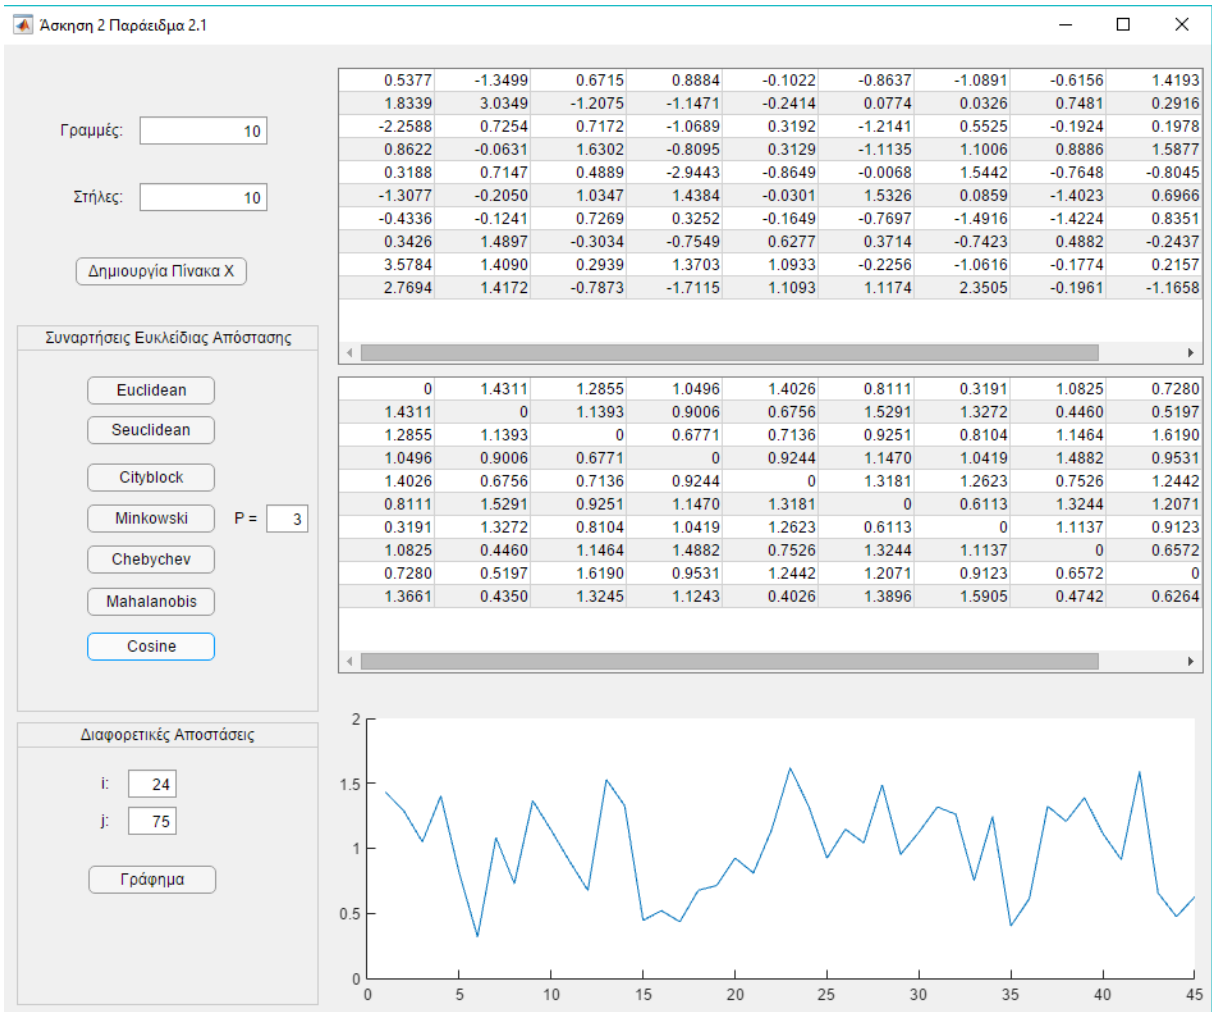 Άσκηση 2 Παράειδμα 2.1
Γραμμές: 10
Στήλες: 10
Δημιουργία Πίνακα Χ
0.5377 -1.3499 0.6715 0.8884 -0.1022 -0.8637 -1.0891 -0.6156 1.4193
1.8339 3.0349 -1.2075 -1.1471 -0.2414 0.0774 0.0326 0.7481 0.2916
-2.2588 0.7254 0.7172 -1.0689 0.3192 -1.2141 0.5525 -0.1924 0.1978
0.8622 -0.0631 1.6302 -0.8095 0.3129 -1.1135 1.1006 0.8886 1.5877
0.3188 0.7147 0.4889 -2.9443 -0.8649 -0.0068 1.5442 -0.7648 -0.8045
-1.3077 -0.2050 1.0347 1.4384 -0.0301 1.5326 0.0859 -1.4023 0.6966
-0.4336 -0.1241 0.7269 0.3252 -0.1649 -0.7697 -1.4916 -1.4224 0.8351
0.3426 1.4897 -0.3034 -0.7549 0.6277 0.3714 -0.7423 0.4882 -0.2437
3.5784 1.4090 0.2939 1.3703 1.0933 -0.2256 -1.0616 -0.1774 0.2157
2.7694 1.4172 -0.7873 -1.7115 1.1093 1.1174 2.3505 -0.1961 -1.1658
Συναρτήσεις Ευκλείδιας Απόστασης
Euclidean
Seuclidean
Cityblock
Minkowski P = 3
Chebychev
Mahalanobis
Cosine
0 1.4311 1.2855 1.0496 1.4026 0.8111 0.3191 1.0825 0.7280
1.4311 0 1.1393 0.9006 0.6756 1.5291 1.3272 0.4460 0.5197
1.2855 1.1393 0 0.6771 0.7136 0.9251 0.8104 1.1464 1.6190
1.0496 0.9006 0.6771 0 0.9244 1.1470 1.0419 1.4882 0.9531
1.4026 0.6756 0.7136 0.9244 0 1.3181 1.2623 0.7526 1.2442
0.8111 1.5291 0.9251 1.1470 1.3181 0 0.6113 1.3244 1.2071
0.3191 1.3272 0.8104 1.0419 1.2623 0.6113 0 1.1137 0.9123
1.0825 0.4460 1.1464 1.4882 0.7526 1.3244 1.1137 0 0.6572
0.7280 0.5197 1.6190 0.9531 1.2442 1.2071 0.9123 0.6572 0
1.3661 0.4350 1.3245 1.1243 0.4026 1.3896 1.5905 0.4742 0.6264
Διαφορετικές Αποστάσεις
i: 24
j: 75
Γράφημα
2
1.5
1
0.5
0
0 5 10 15 20 25 30 35 40 45